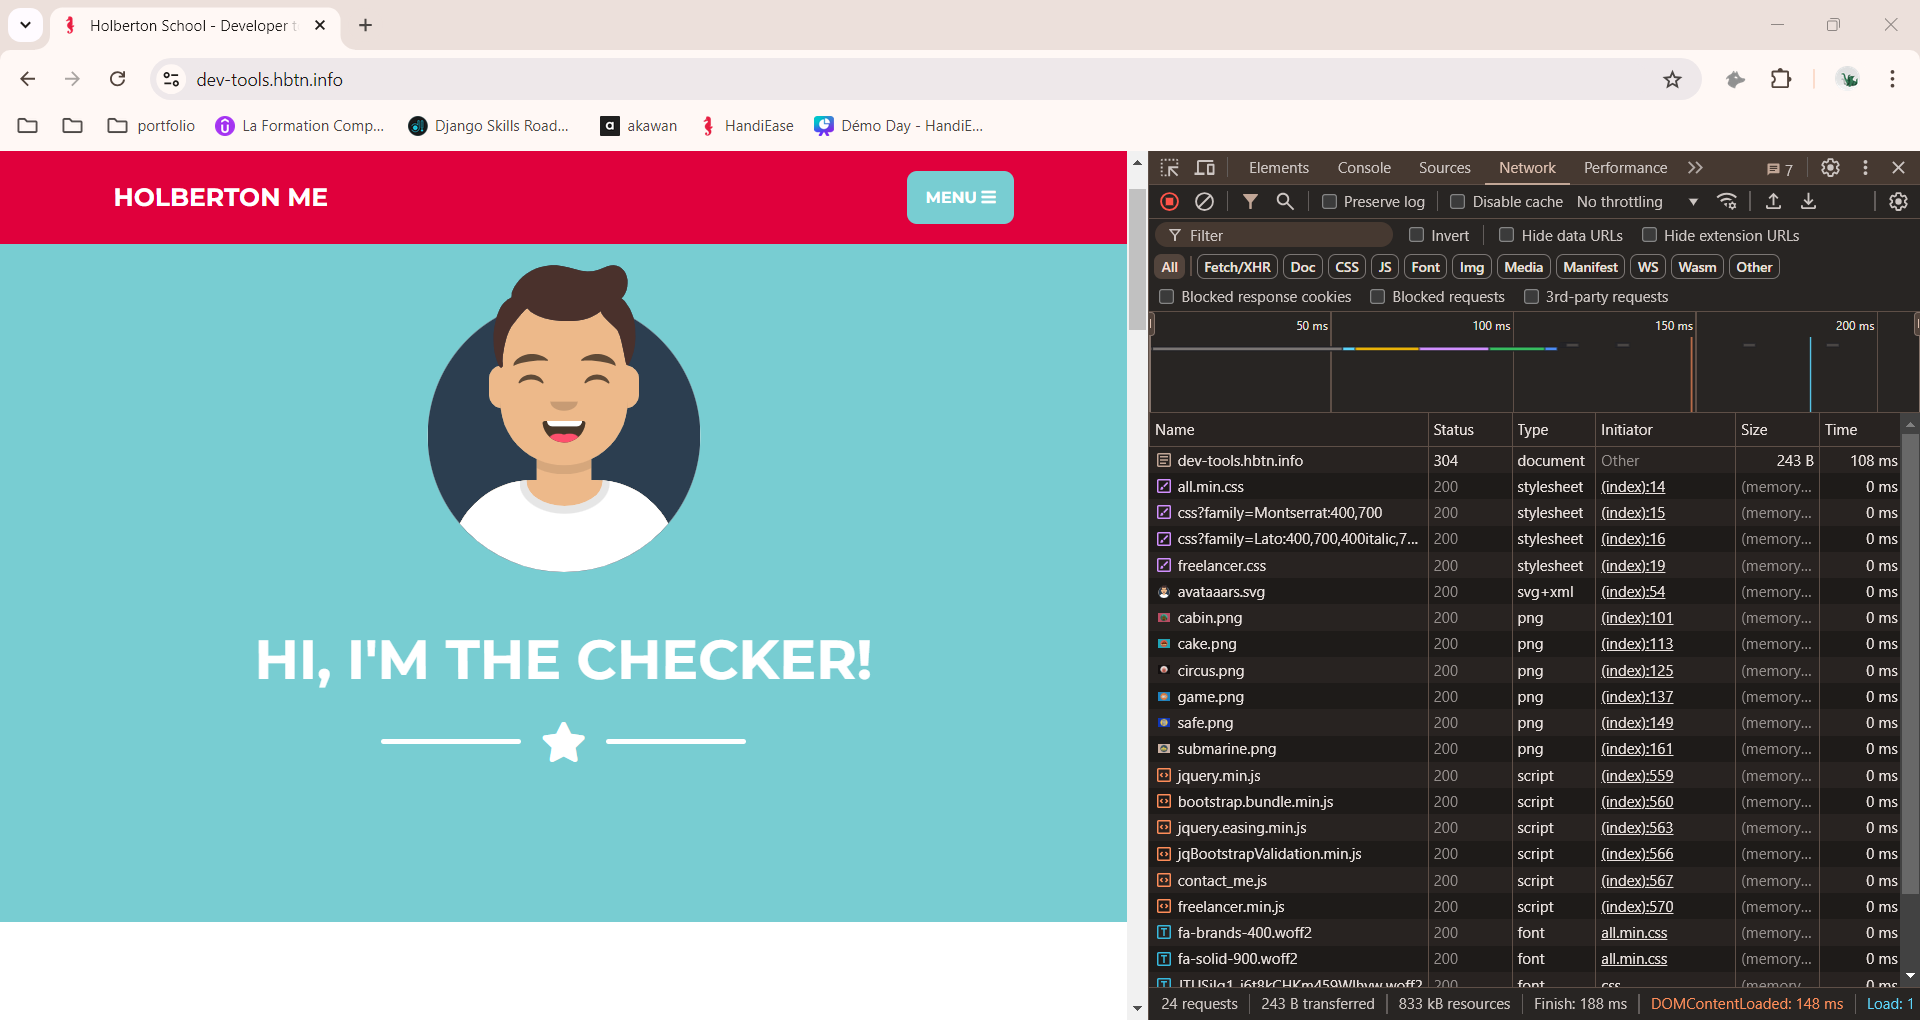 Holberton School - Developer t
dev-tools.hbtn.info
portfolio
La Formation Comp...
Django Skills Road...
akawan
HandiEase
Démo Day - HandiE...
HOLBERTON ME
MENU
HI, I'M THE CHECKER!
Elements Console Sources Network Performance 7
Preserve log Disable cache No throttling
Filter Invert Hide data URLs Hide extension URLs
All Fetch/XHR Doc CSS JS Font Img Media Manifest WS Wasm Other
Blocked response cookies Blocked requests 3rd-party requests
50 ms 100 ms 150 ms 200 ms
Name Status Type Initiator Size Time
dev-tools.hbtn.info 304 document Other 243 B 108 ms
all.min.css 200 stylesheet (index):14 (memory... 0 ms
css?family=Montserrat:400,700 200 stylesheet (index):15 (memory... 0 ms
css?family=Lato:400,700,400italic,7... 200 stylesheet (index):16 (memory... 0 ms
freelancer.css 200 stylesheet (index):19 (memory... 0 ms
avataaars.svg 200 svg+xml (index):54 (memory... 0 ms
cabin.png 200 png (index):101 (memory... 0 ms
cake.png 200 png (index):113 (memory... 0 ms
circus.png 200 png (index):125 (memory... 0 ms
game.png 200 png (index):137 (memory... 0 ms
safe.png 200 png (index):149 (memory... 0 ms
submarine.png 200 png (index):161 (memory... 0 ms
jquery.min.js 200 script (index):559 (memory... 0 ms
bootstrap.bundle.min.js 200 script (index):560 (memory... 0 ms
jquery.easing.min.js 200 script (index):563 (memory... 0 ms
jqBootstrapValidation.min.js 200 script (index):566 (memory... 0 ms
contact_me.js 200 script (index):567 (memory... 0 ms
freelancer.min.js 200 script (index):570 (memory... 0 ms
fa-brands-400.woff2 200 font all.min.css (memory... 0 ms
fa-solid-900.woff2 200 font all.min.css (memory... 0 ms
24 requests 243 B transferred 833 kB resources Finish: 188 ms DOMContentLoaded: 148 ms Load: 1